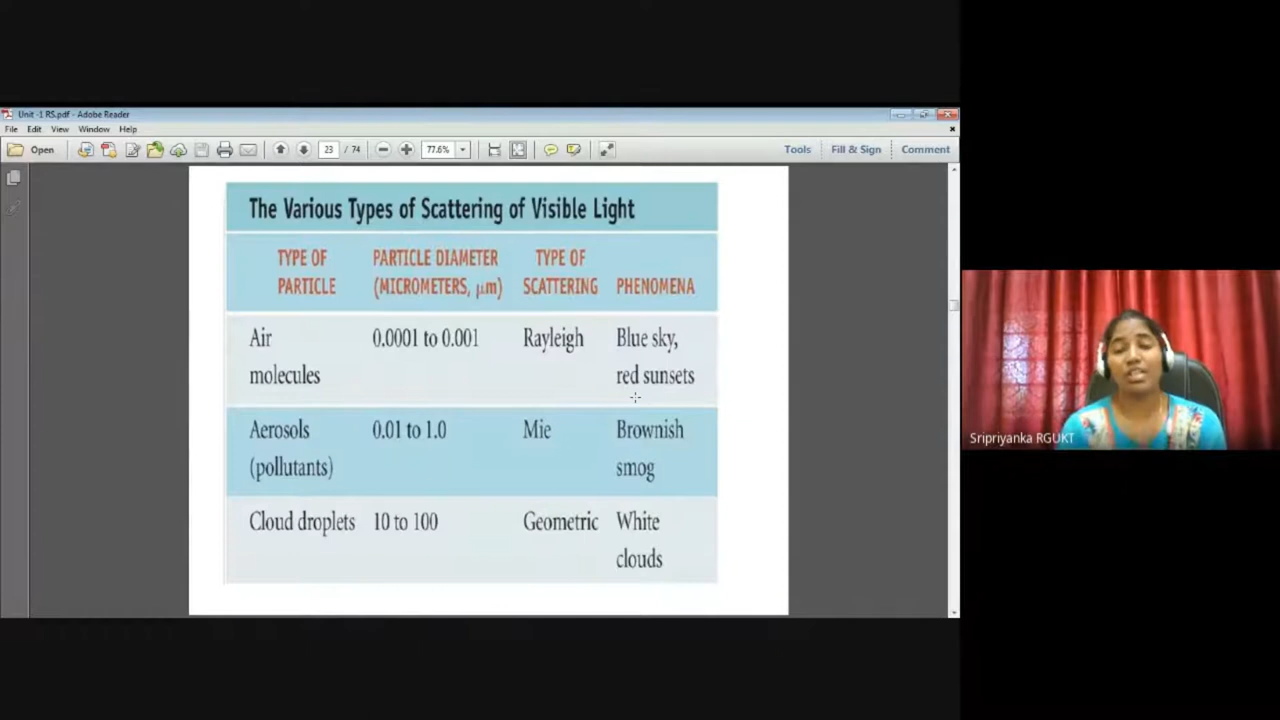 Unit -1 RS.pdf - Adobe Reader
File Edit View Window Help
Open 23 / 74 77.6% Tools Fill & Sign Comment
The Various Types of Scattering of Visible Light
TYPE OF PARTICLE DIAMETER TYPE OF
PARTICLE (MICROMETERS, μm) SCATTERING PHENOMENA
Air 0.0001 to 0.001 Rayleigh Blue sky,
molecules red sunsets
Aerosols 0.01 to 1.0 Mie Brownish
(pollutants) smog
Cloud droplets 10 to 100 Geometric White
clouds
Sripriyanka RGUKT